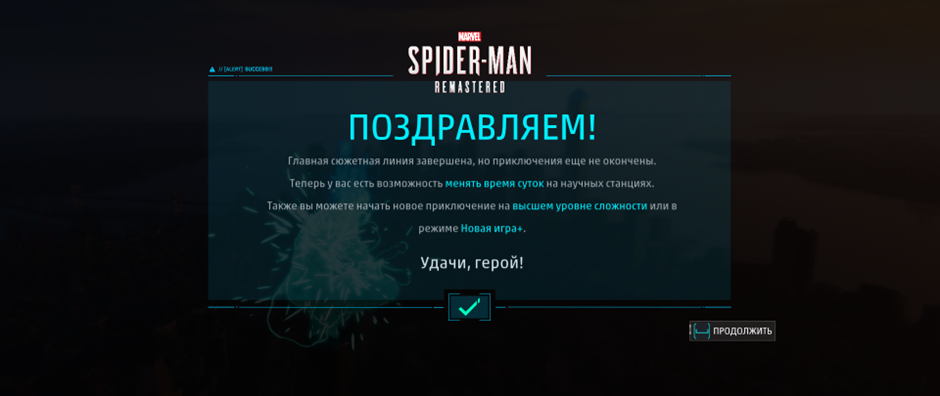 MARVEL
SPIDER-MAN
REMASTERED
// [ALERT] SUCCESS!!!
ПОЗДРАВЛЯЕМ!
Главная сюжетная линия завершена, но приключения еще не окончены.
Теперь у вас есть возможность менять время суток на научных станциях.
Также вы можете начать новое приключение на высшем уровне сложности или в
режиме Новая игра+.
Удачи, герой!
ПРОДОЛЖИТЬ